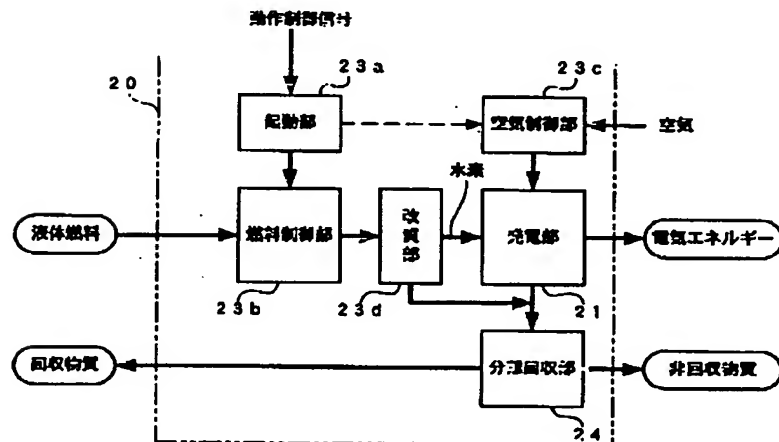 動作制御信号
20
23a
23c
起動部
空気制御部
空気
水素
液体燃料
燃料制御部
改質部
発電部
電気エネルギー
23b
23d
21
回収物質
分離回収部
非回収物質
24